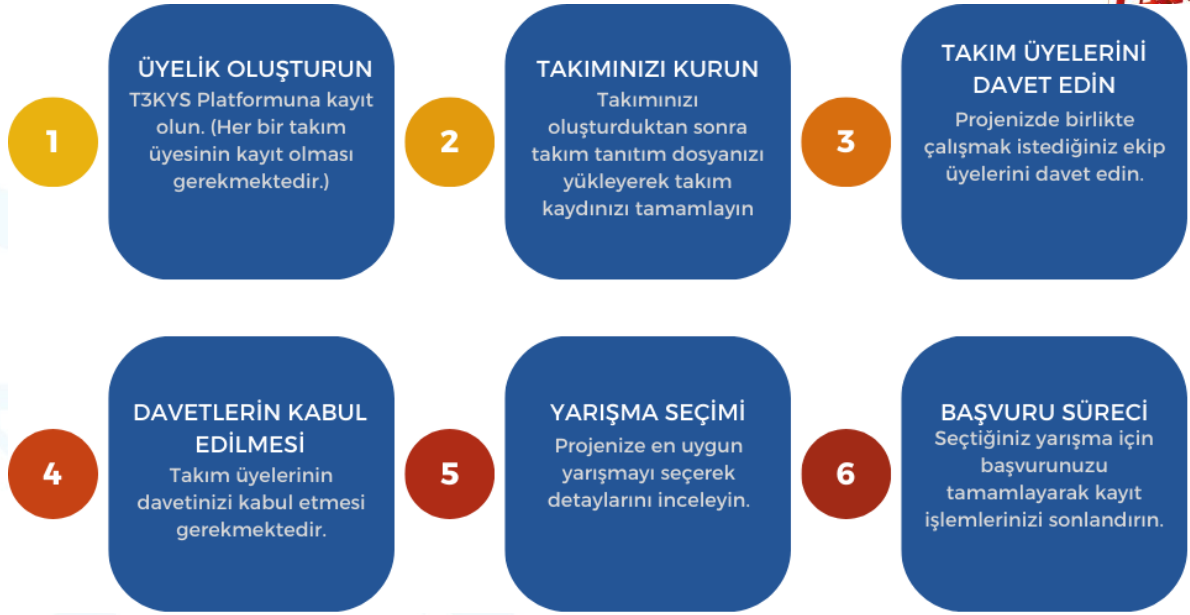 1
ÜYELİK OLUŞTURUN
T3KYS Platformuna kayıt
olun. (Her bir takım
üyesinin kayıt olması
gerekmektedir.)
2
TAKIMINIZI KURUN
Takımınızı
oluşturduktan sonra
takım tanıtım dosyanızı
yükleyerek takım
kaydınızı tamamlayın
3
TAKIM ÜYELERİNİ
DAVET EDİN
Projenizde birlikte
çalışmak istediğiniz ekip
üyelerini davet edin.
4
DAVETLERİN KABUL
EDİLMESİ
Takım üyelerinin
davetinizi kabul etmesi
gerekmektedir.
5
YARIŞMA SEÇİMİ
Projenize en uygun
yarışmayı seçerek
detaylarını inceleyin.
6
BAŞVURU SÜRECİ
Seçtiğiniz yarışma için
başvurunuzu
tamamlayarak kayıt
işlemlerinizi sonlandırın.